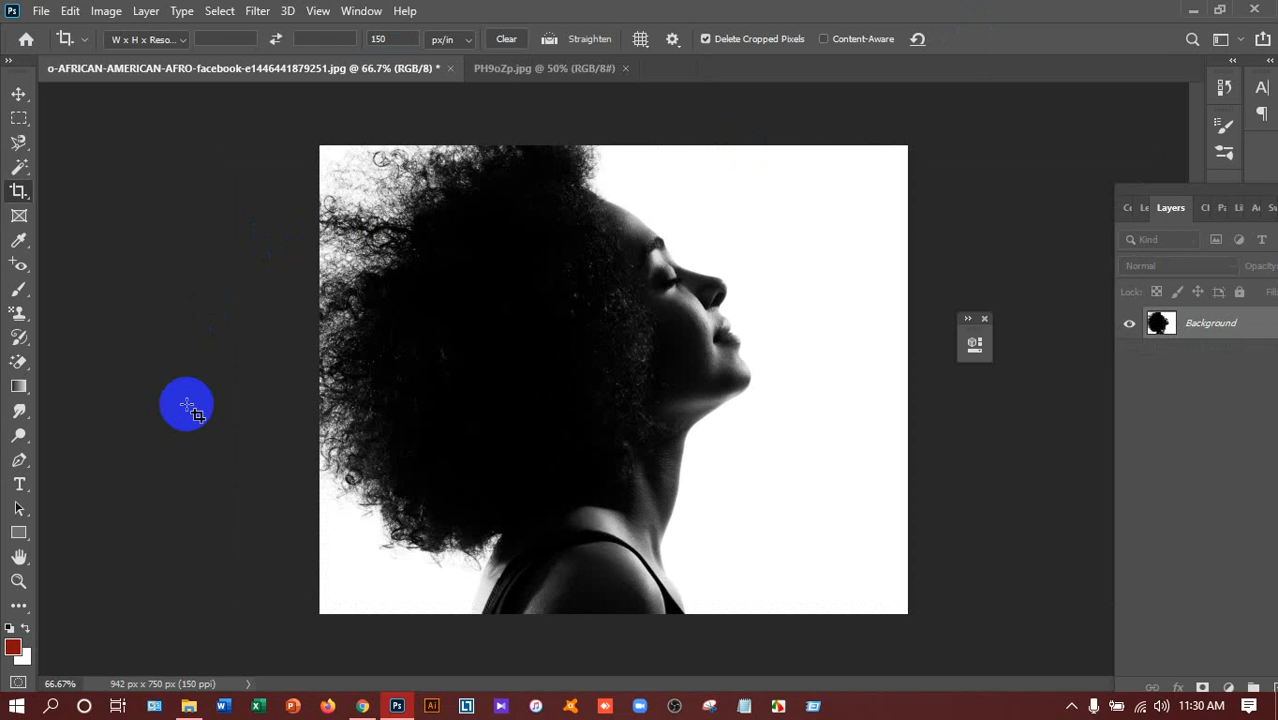 Ps File Edit Image Layer Type Select Filter 3D View Window Help
W x H x Reso... 150 px/in Clear Straighten Delete Cropped Pixels Content-Aware
o-AFRICAN-AMERICAN-AFRO-facebook-e1446441879251.jpg @ 66.7% (RGB/8) * × PH9oZp.jpg @ 50% (RGB/8#) ×
Layers
Kind
Normal Opacity:
Lock: Fil
Background
66.67% 942 px x 750 px (150 ppi)
11:30 AM